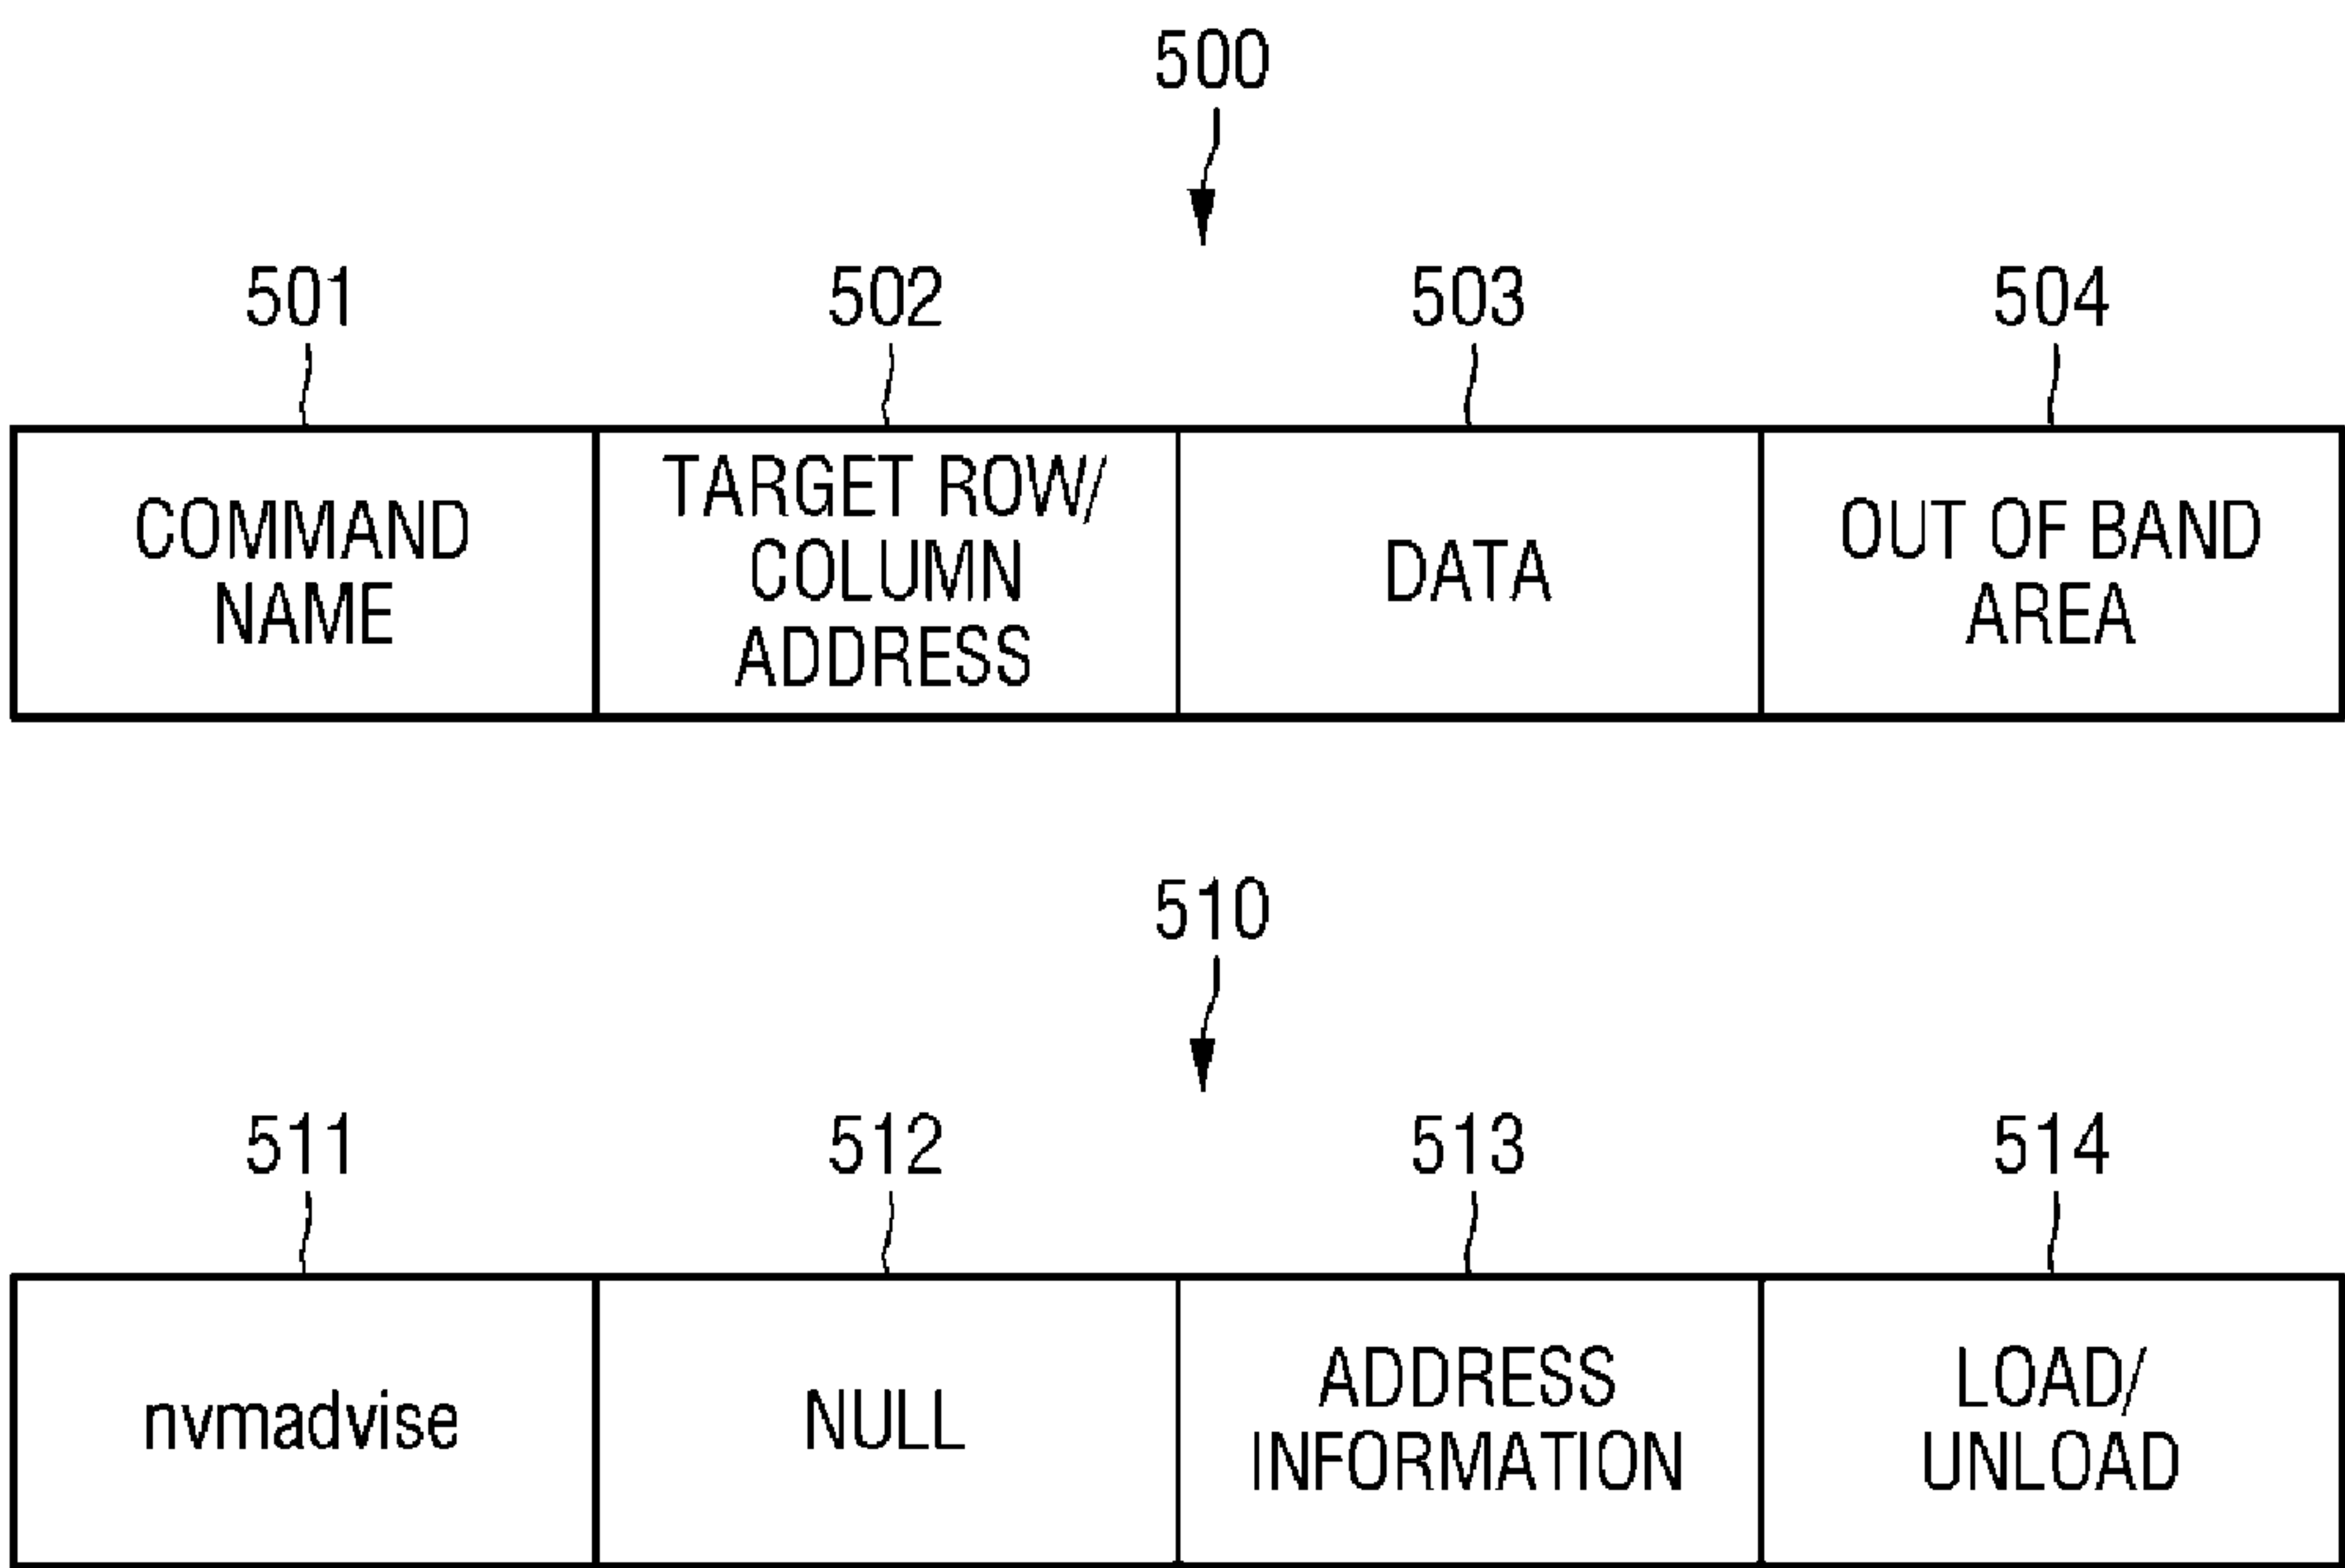 500
501
502
503
504
COMMAND
NAME
TARGET ROW/
COLUMN
ADDRESS
DATA
OUT OF BAND
AREA
510
511
512
513
514
nvmadvise
NULL
ADDRESS
INFORMATION
LOAD/
UNLOAD